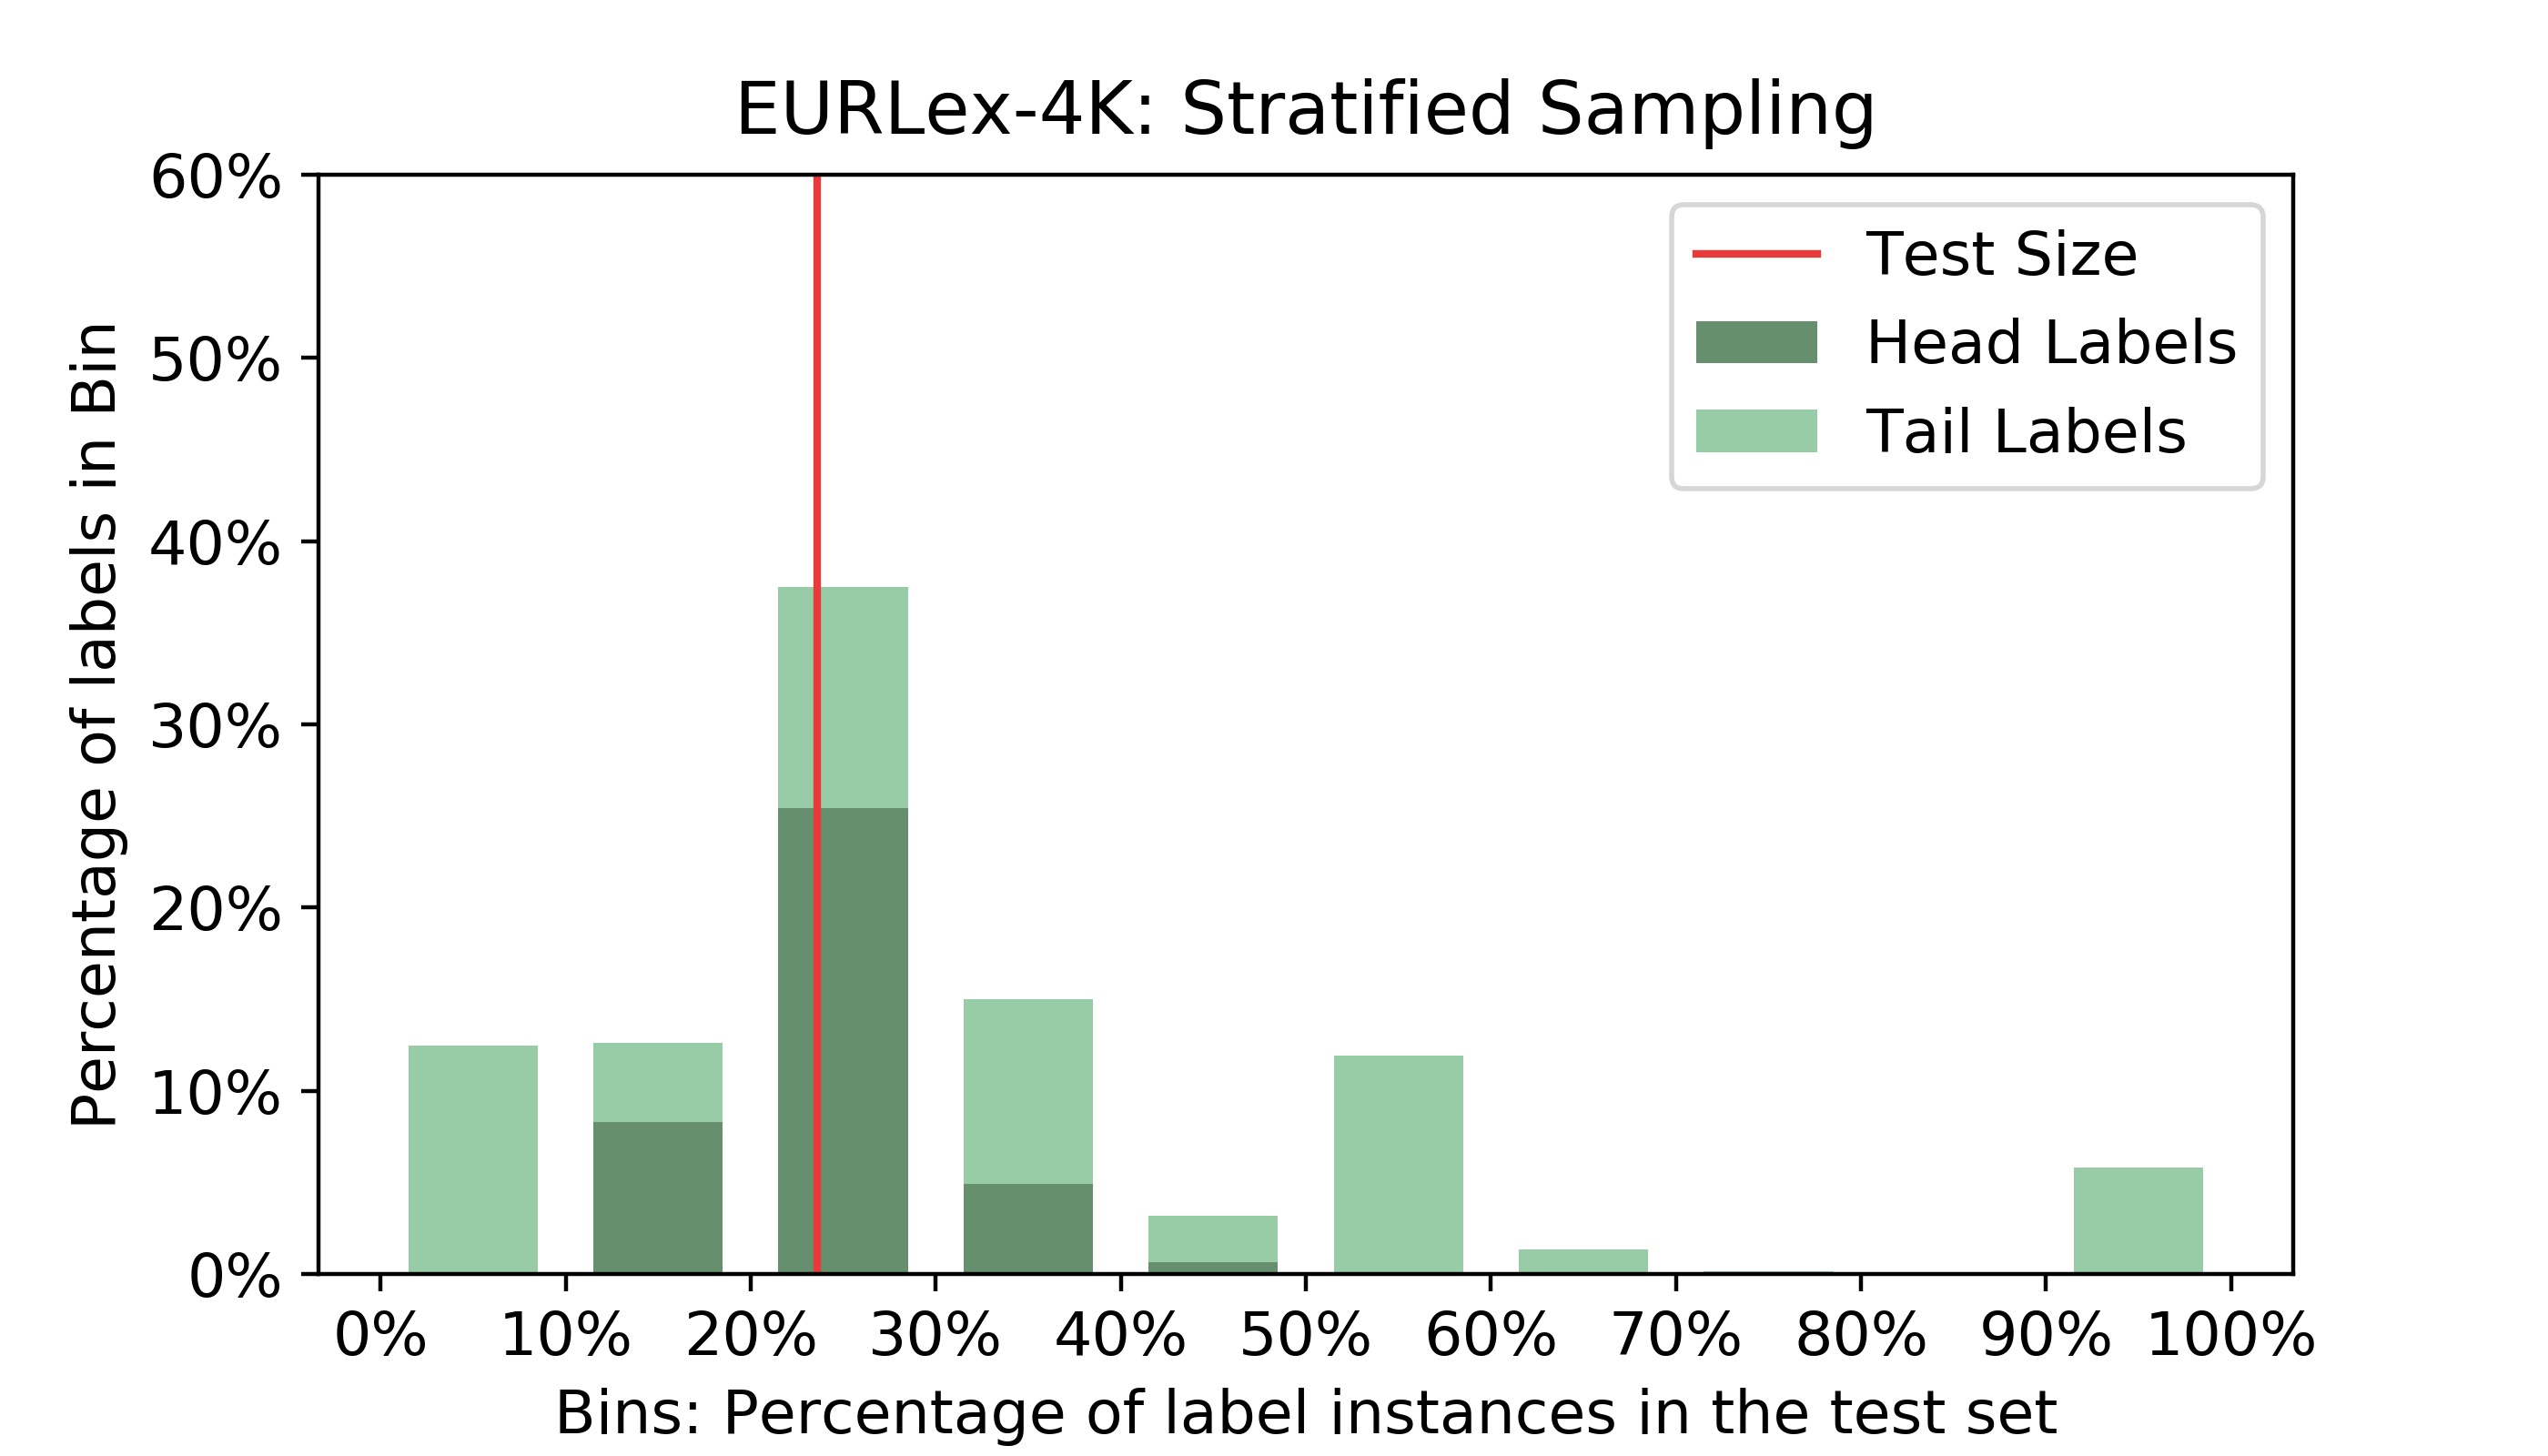 EURLex-4K: Stratified Sampling
60%
50%
40%
30%
20%
10%
0%
Percentage of labels in Bin
Test Size
Head Labels
Tail Labels
0% 10% 20% 30% 40% 50% 60% 70% 80% 90% 100%
Bins: Percentage of label instances in the test set